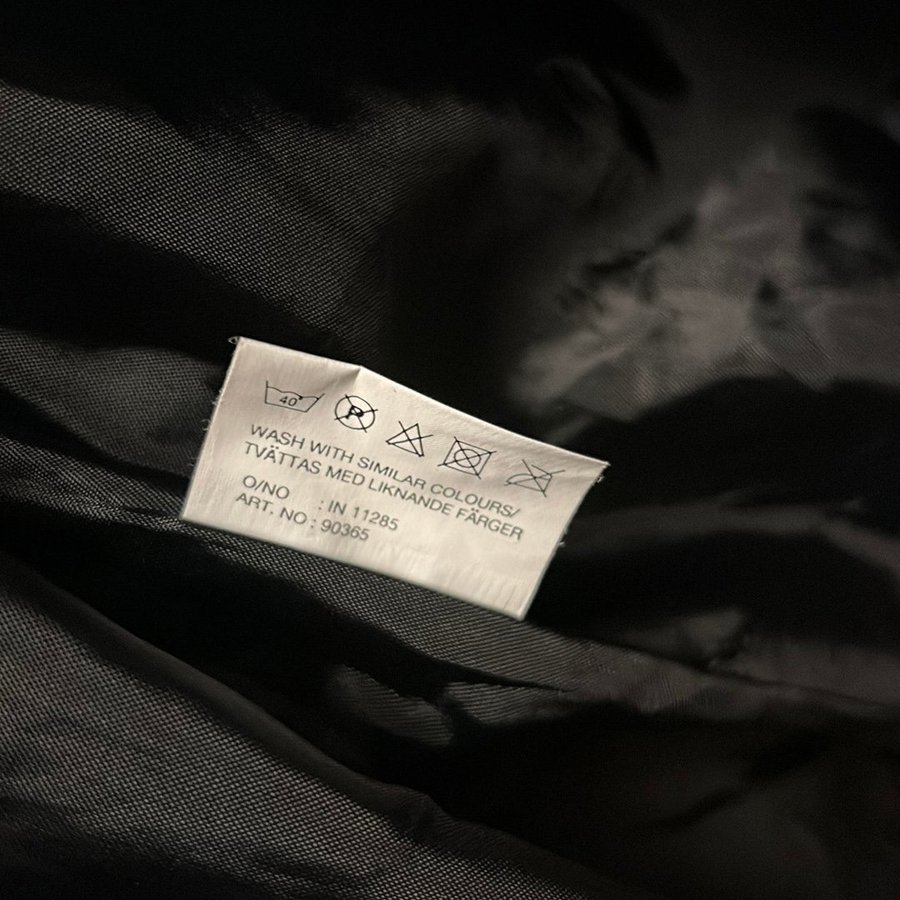 40
P
WASH WITH SIMILAR COLOURS/
TVÄTTAS MED LIKNANDE FÄRGER
O/NO : IN 11285
ART. NO : 90365